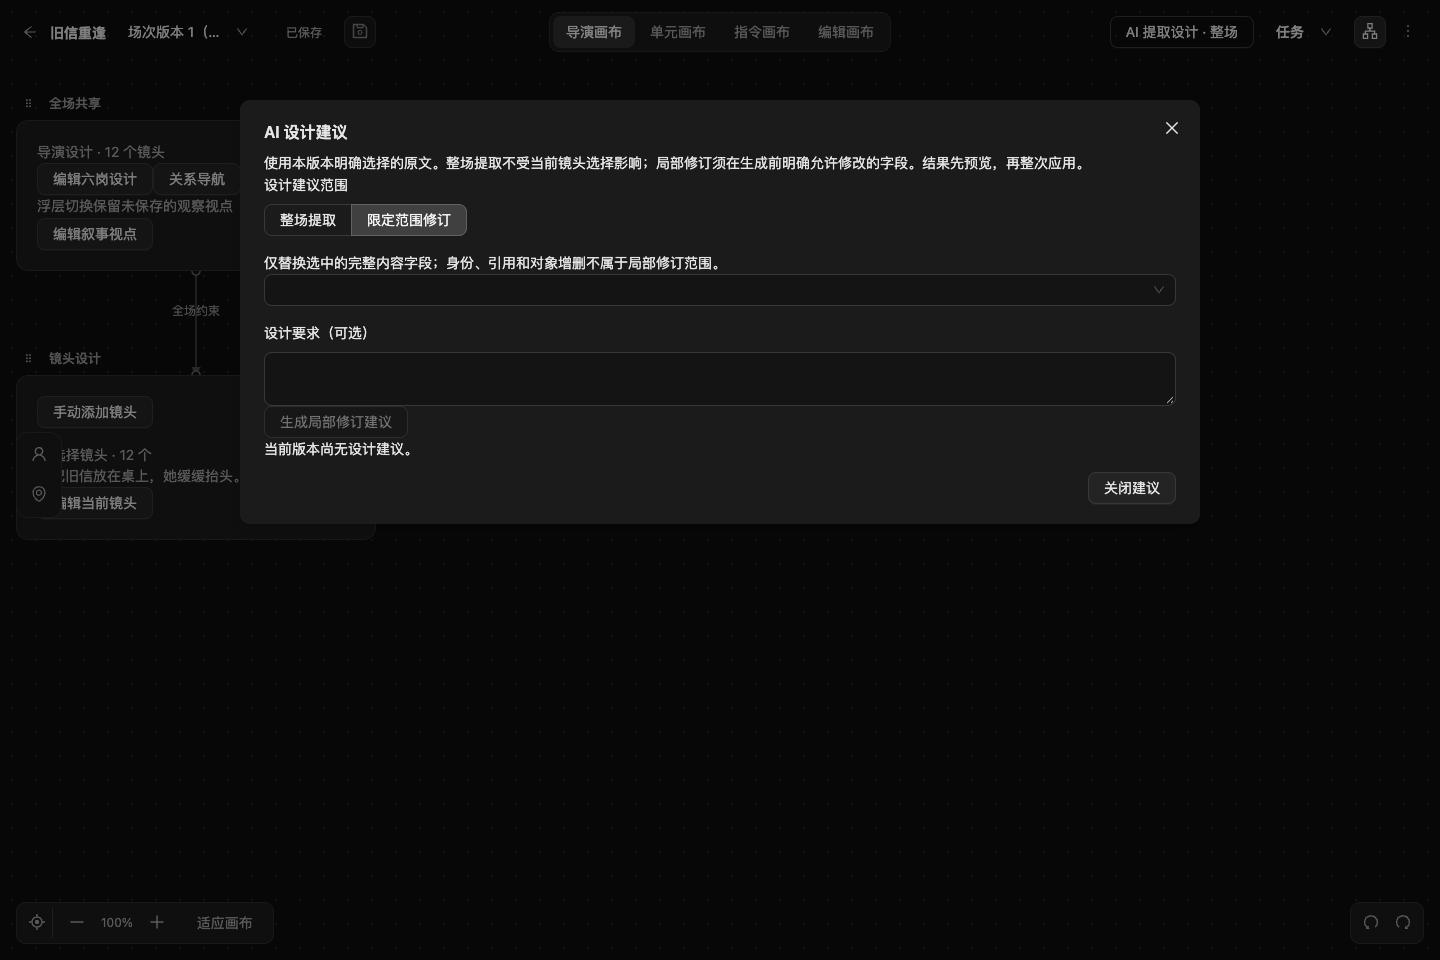 旧信重逢
场次版本 1（...
已保存
导演画布
单元画布
指令画布
编辑画布
AI 提取设计 · 整场
任务
全场共享
导演设计 · 12 个镜头
编辑六岗设计
关系导航
浮层切换保留未保存的观察视点
编辑叙事视点
全场约束
镜头设计
手动添加镜头
选择镜头 · 12 个
旧信放在桌上，她缓缓抬头。
编辑当前镜头
AI 设计建议
使用本版本明确选择的原文。整场提取不受当前镜头选择影响；局部修订须在生成前明确允许修改的字段。结果先预览，再整次应用。
设计建议范围
整场提取
限定范围修订
仅替换选中的完整内容字段；身份、引用和对象增删不属于局部修订范围。
设计要求（可选）
生成局部修订建议
当前版本尚无设计建议。
关闭建议
100%
适应画布